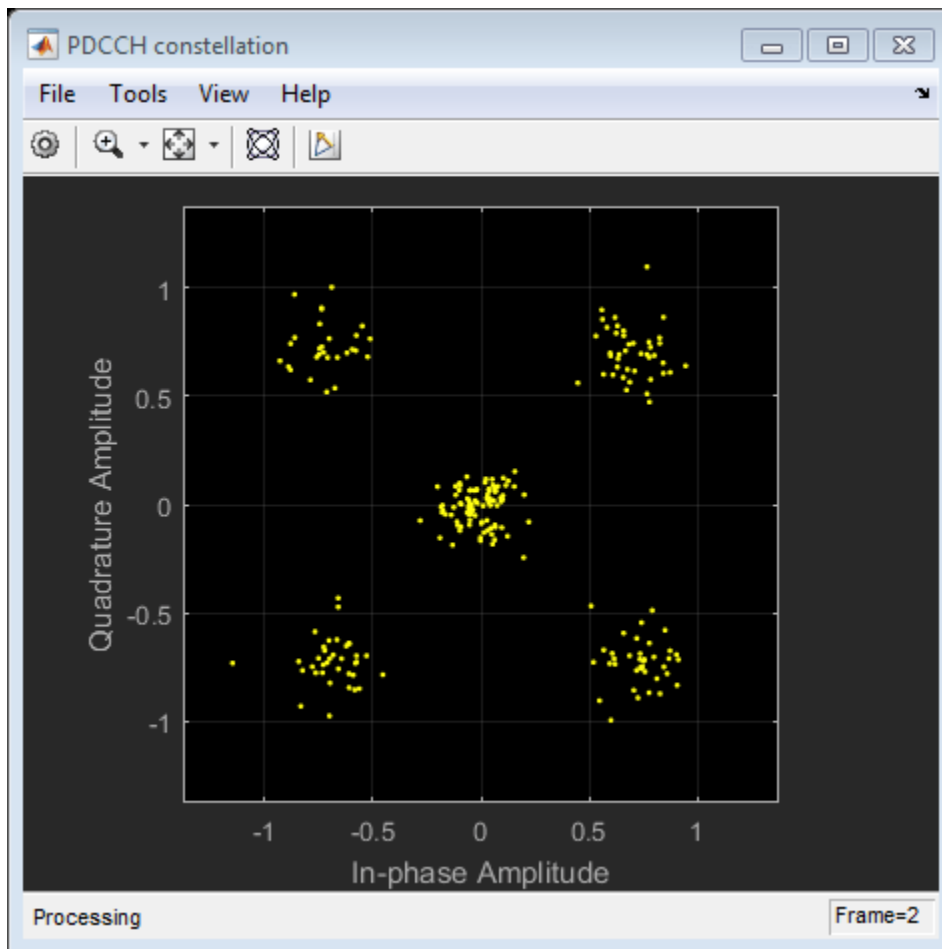 PDCCH constellation
File Tools View Help
1
0.5
0
-0.5
-1
Quadrature Amplitude
-1 -0.5 0 0.5 1
In-phase Amplitude
Processing
Frame=2